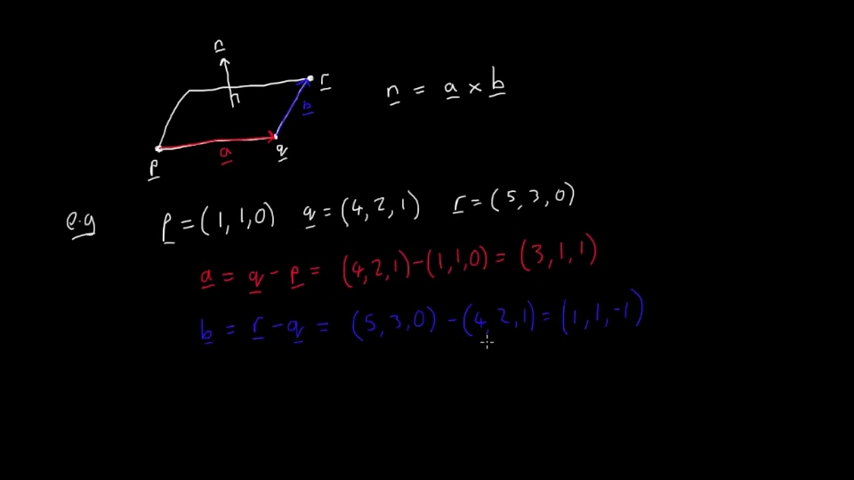 n
r
b
n = a × b
a
p
q
e.g p = (1, 1, 0) q = (4, 2, 1) r = (5, 3, 0)
a = q - p = (4, 2, 1) - (1, 1, 0) = (3, 1, 1)
b = r - q = (5, 3, 0) - (4, 2, 1) = (1, 1, -1)